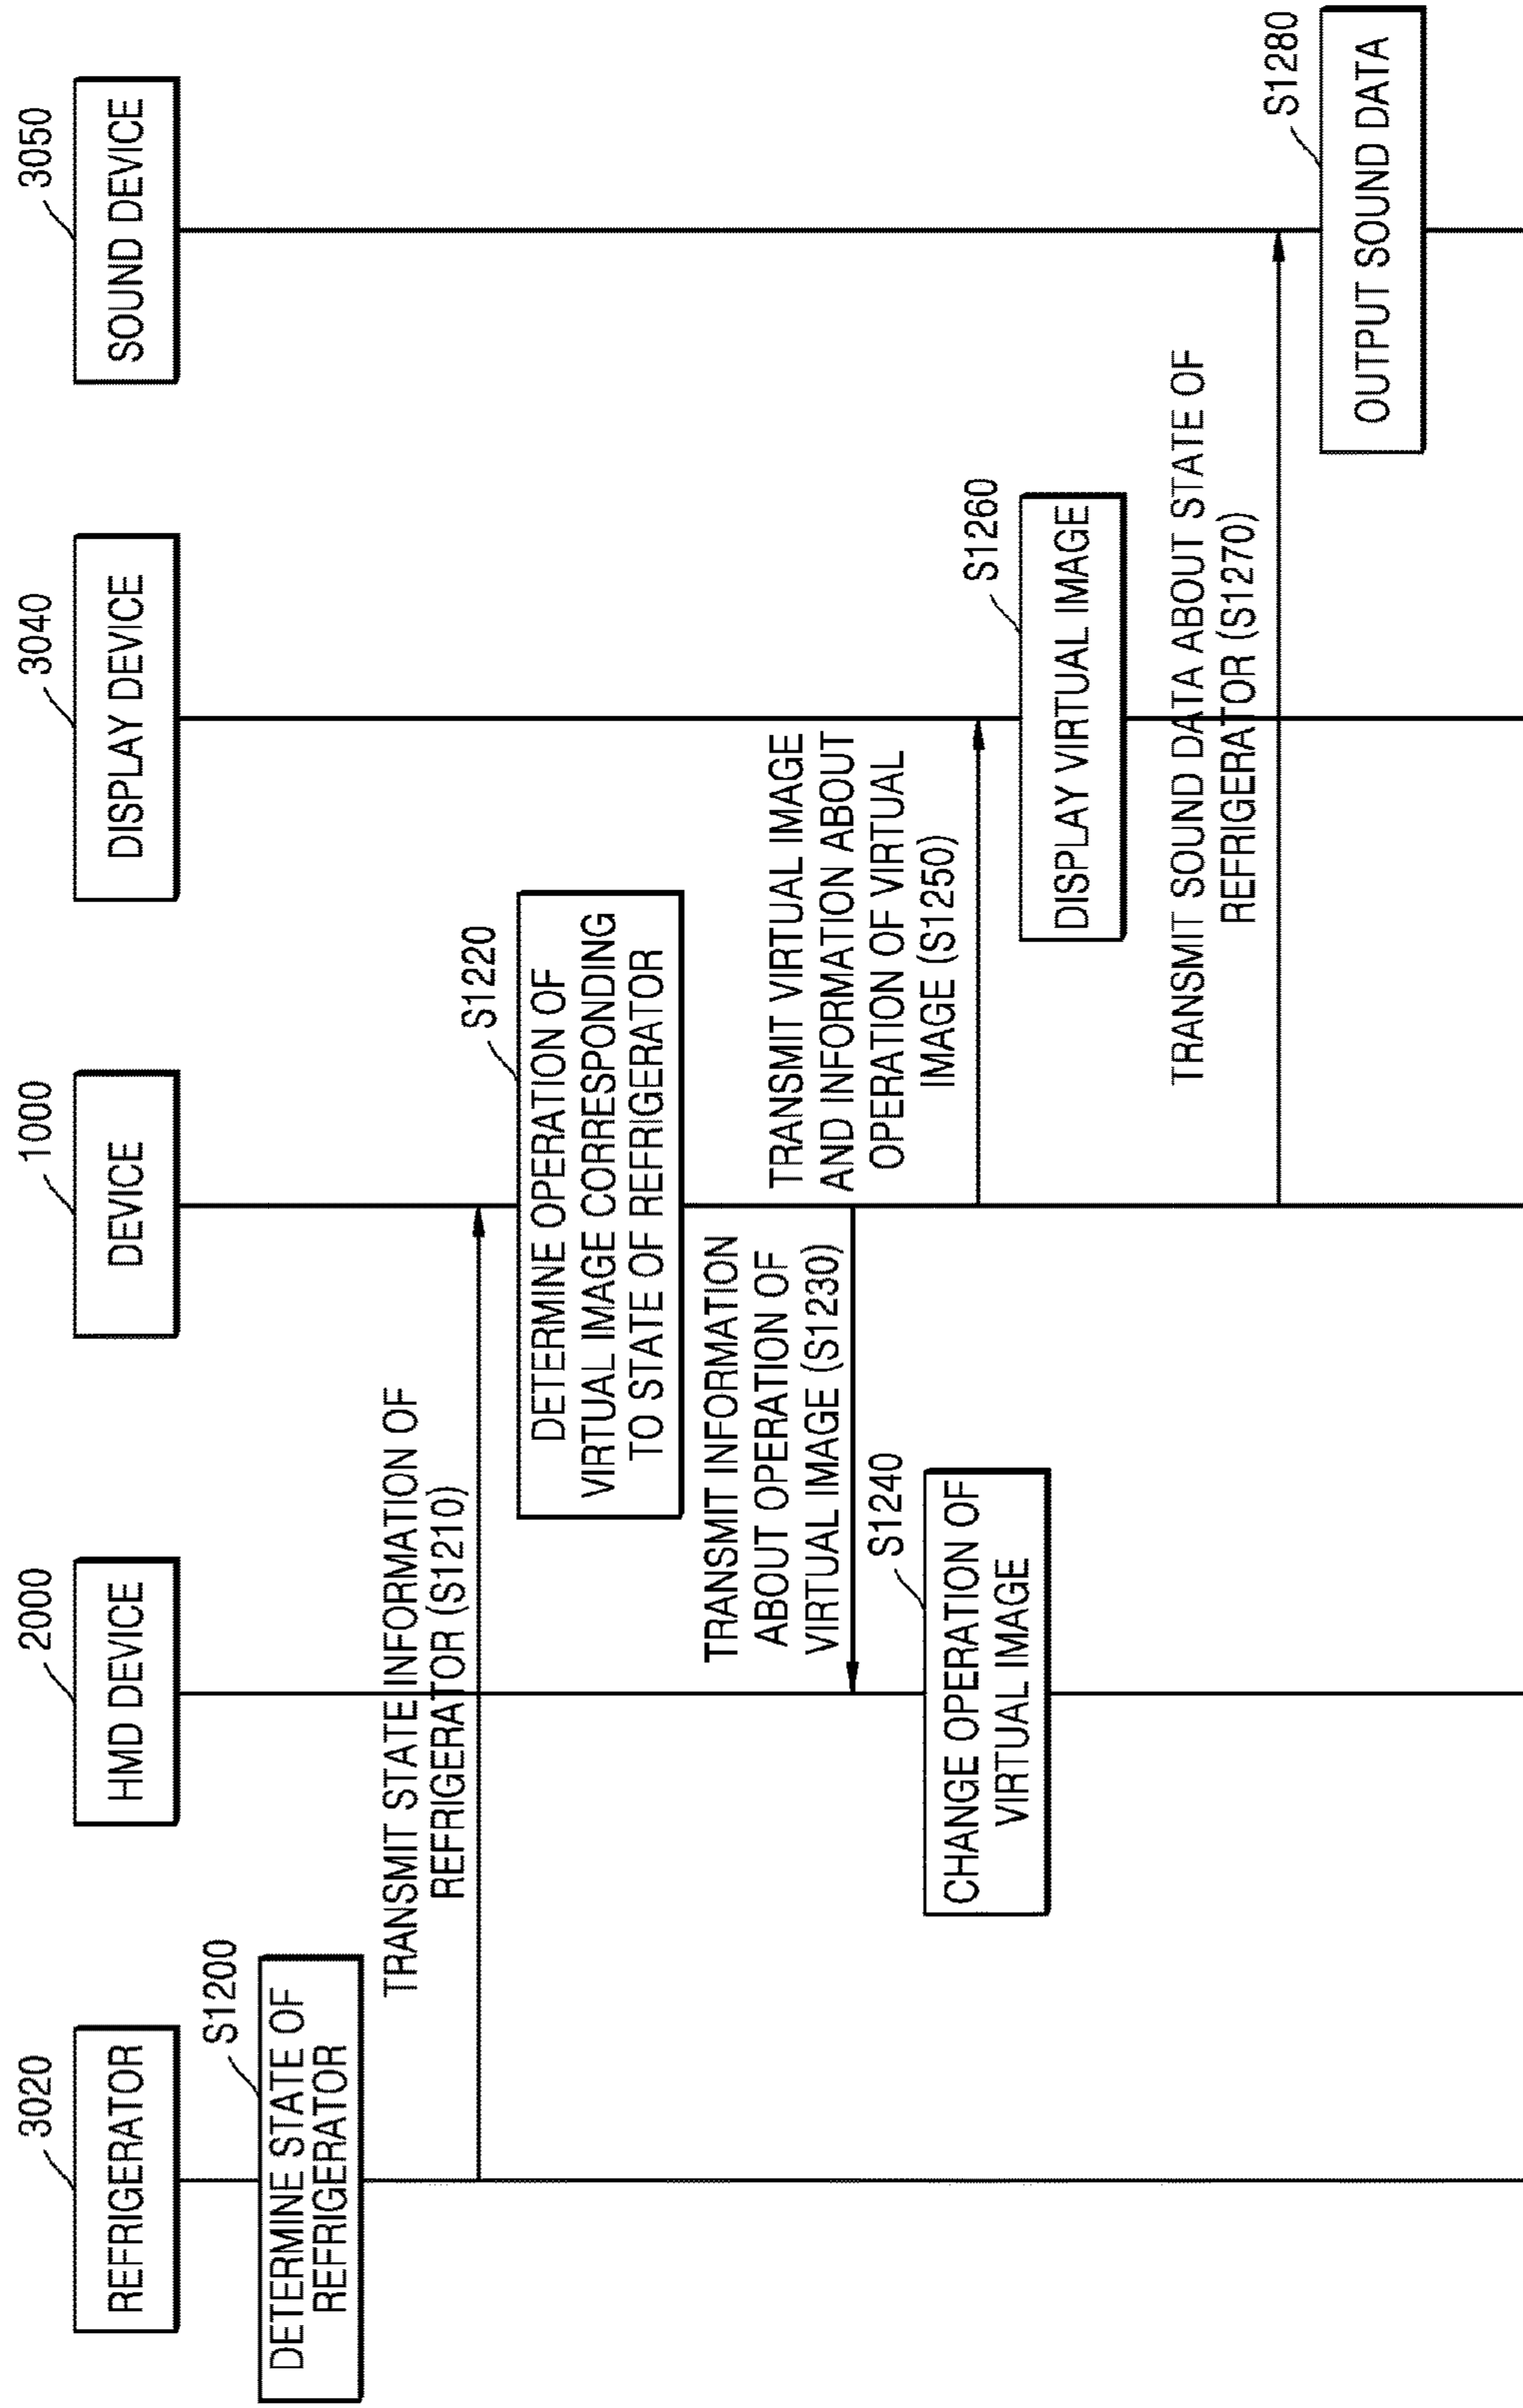 3020
REFRIGERATOR
2000
HMD DEVICE
1000
DEVICE
3040
DISPLAY DEVICE
3050
SOUND DEVICE
S1200
DETERMINE STATE OF
REFRIGERATOR
TRANSMIT STATE INFORMATION OF
REFRIGERATOR (S1210)
S1220
DETERMINE OPERATION OF
VIRTUAL IMAGE CORRESPONDING
TO STATE OF REFRIGERATOR
TRANSMIT INFORMATION
ABOUT OPERATION OF
VIRTUAL IMAGE (S1230)
S1240
CHANGE OPERATION OF
VIRTUAL IMAGE
TRANSMIT VIRTUAL IMAGE
AND INFORMATION ABOUT
OPERATION OF VIRTUAL
IMAGE (S1250)
S1260
DISPLAY VIRTUAL IMAGE
TRANSMIT SOUND DATA ABOUT STATE OF
REFRIGERATOR (S1270)
S1280
OUTPUT SOUND DATA